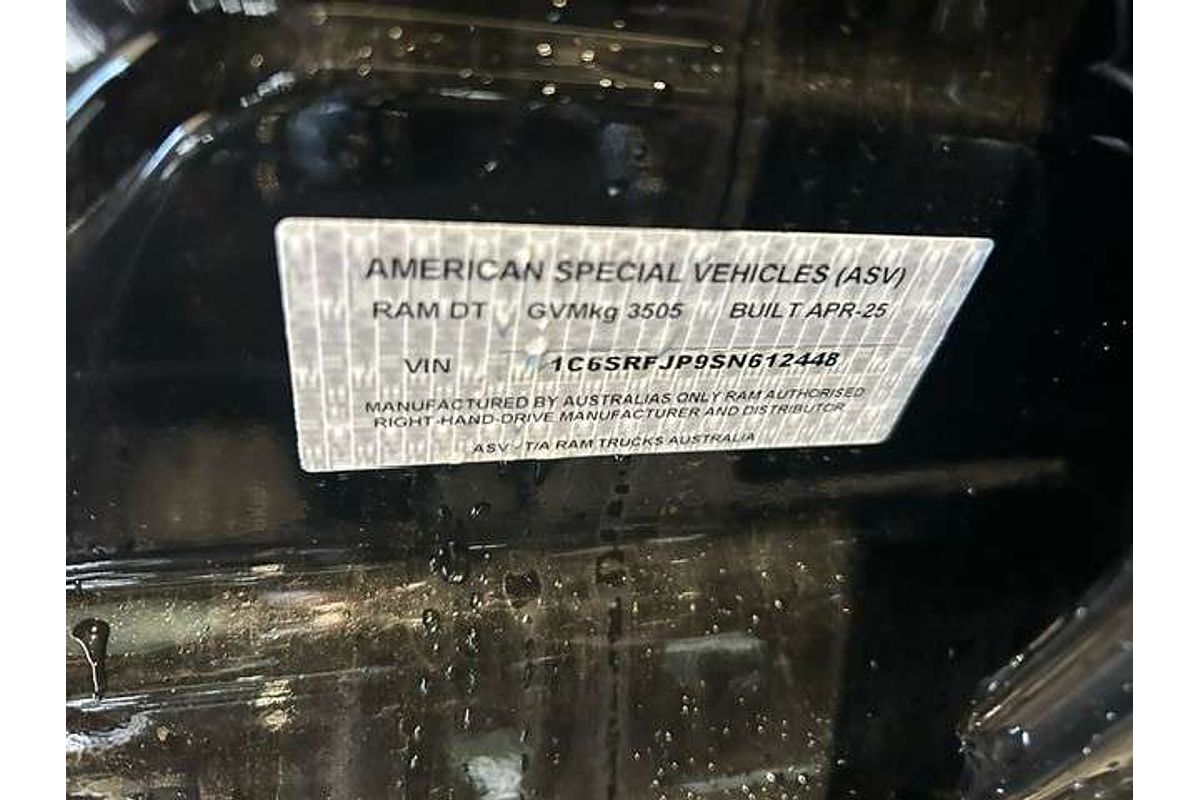 AMERICAN SPECIAL VEHICLES (ASV)
RAM DT GVMkg 3505 BUILT APR-25
VIN 1C6SRFJP9SN612448
MANUFACTURED BY AUSTRALIAS ONLY RAM AUTHORISED
RIGHT-HAND-DRIVE MANUFACTURER AND DISTRIBUTOR
ASV - T/A RAM TRUCKS AUSTRALIA